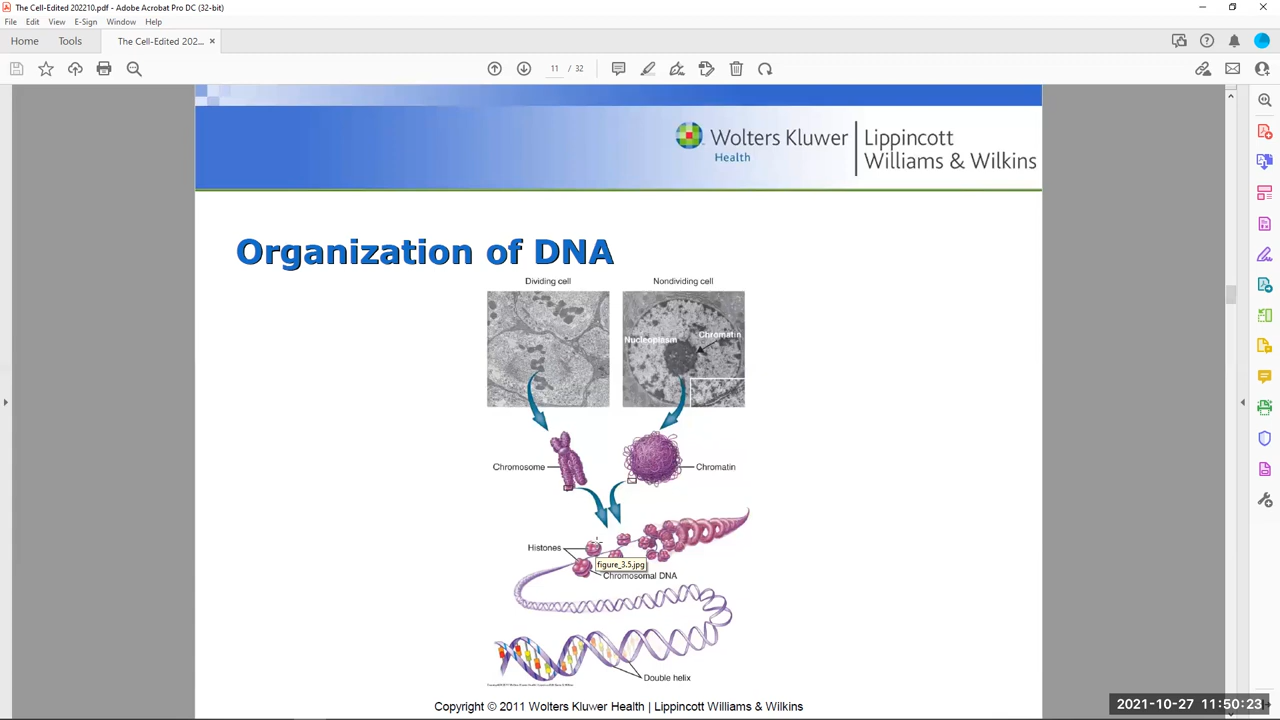 The Cell-Edited 202210.pdf - Adobe Acrobat Pro DC (32-bit)
File Edit View E-Sign Window Help
Home Tools The Cell-Edited 202... ×
11 / 32
Wolters Kluwer
Health
Lippincott
Williams & Wilkins
Organization of DNA
Dividing cell
Nondividing cell
Nucleoplasm
Chromatin
Chromosome
Chromatin
Histones
figure_3.5.jpg
Chromosomal DNA
Double helix
Copyright © 2011 Wolters Kluwer Health | Lippincott Williams & Wilkins
2021-10-27 11:50:23